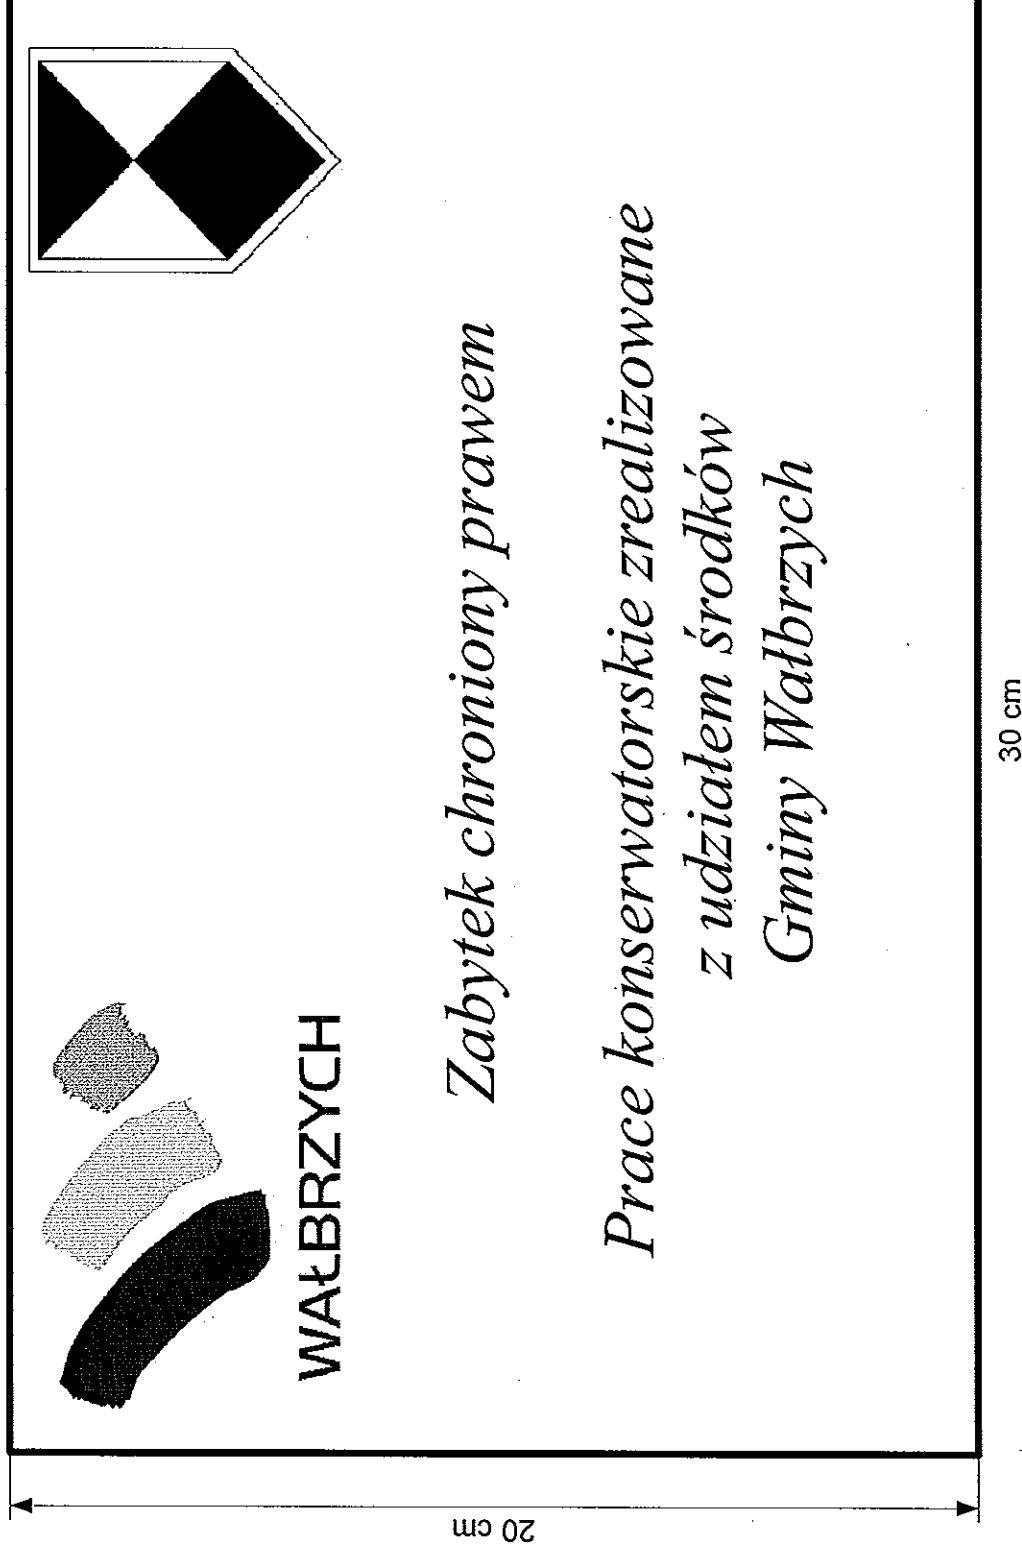 WAŁBRZYCH
Zabytek chroniony prawem
Prace konserwatorskie zrealizowane
z udziałem środków
Gminy Wałbrzych
20 cm
30 cm